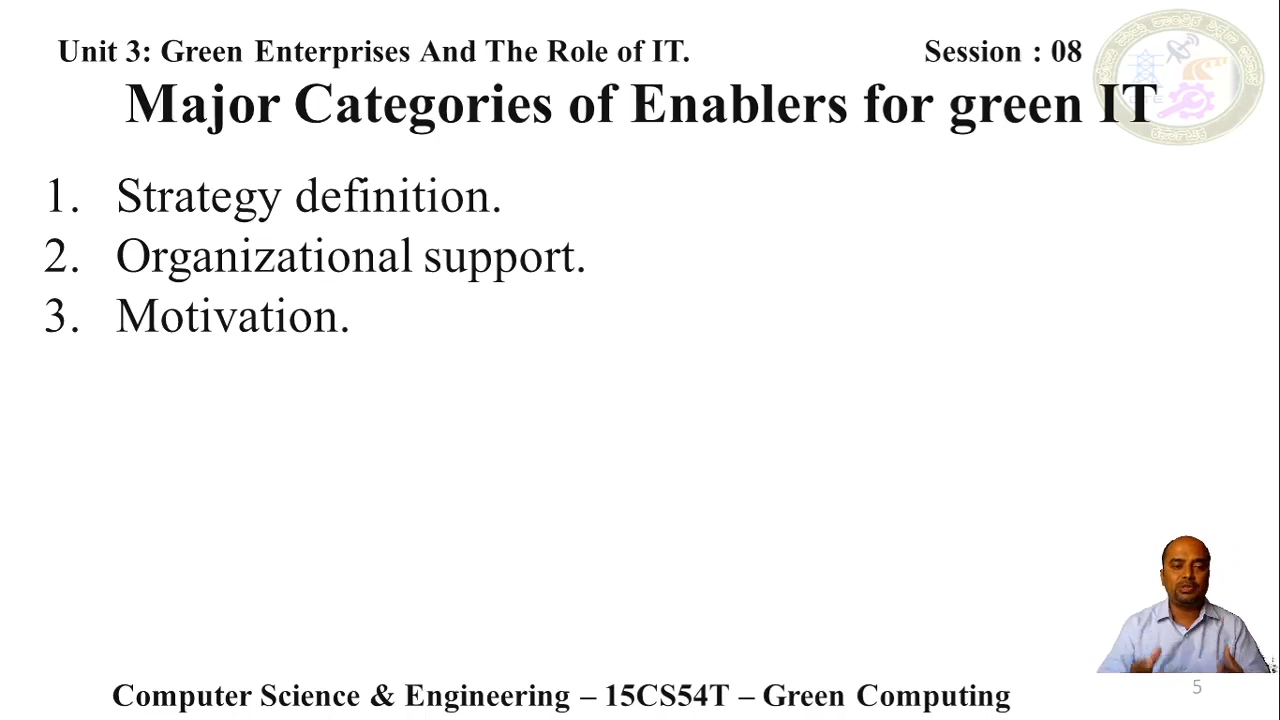 Unit 3: Green Enterprises And The Role of IT. Session : 08
Major Categories of Enablers for green IT
1. Strategy definition.
2. Organizational support.
3. Motivation.
5
Computer Science & Engineering – 15CS54T – Green Computing